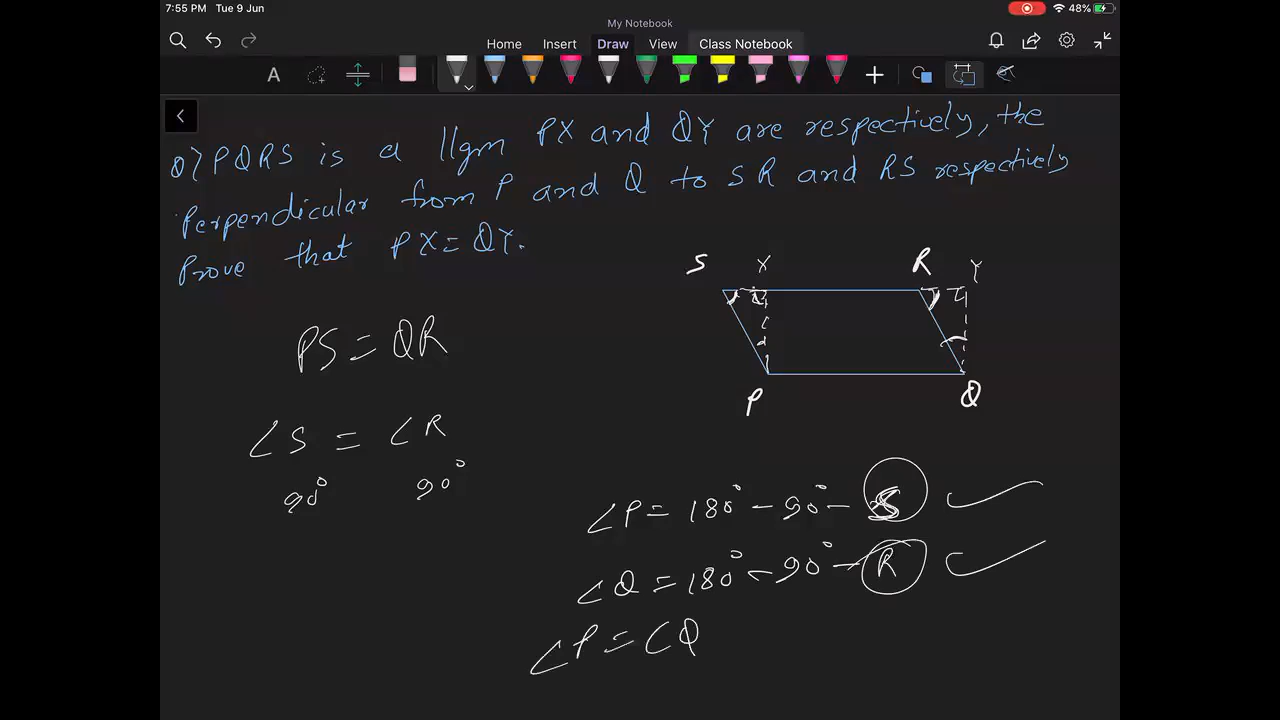 7:55 PM Tue 9 Jun
48%
My Notebook
Home Insert Draw View Class Notebook
A
Q7 PQRS is a llgm PX and QY are respectively, the
Perpendicular from P and Q to SR and RS respectively
Prove that PX = QY.
S X R Y
P Q
PS = QR
∠S = ∠R
90° 90°
∠P = 180° - 90° - S
∠Q = 180° - 90° - R
∠P = ∠Q